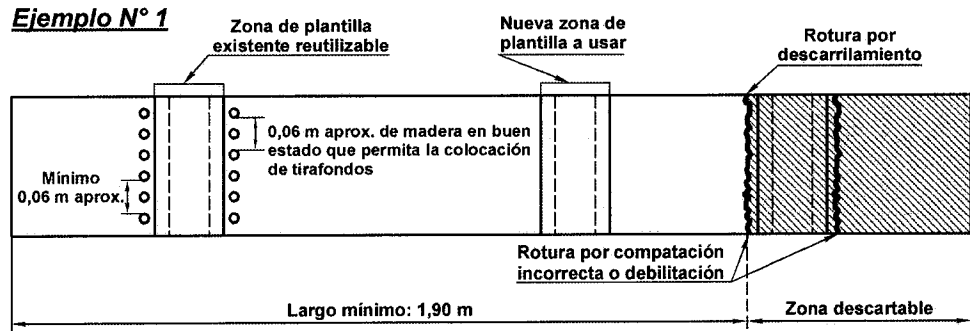 Ejemplo N° 1
Zona de plantilla
existente reutilizable
Nueva zona de
plantilla a usar
Rotura por
descarrilamiento
0,06 m aprox. de madera en buen
estado que permita la colocación
de tirafondos
Mínimo
0,06 m aprox.
Rotura por compatación
incorrecta o debilitación
Largo mínimo: 1,90 m
Zona descartable